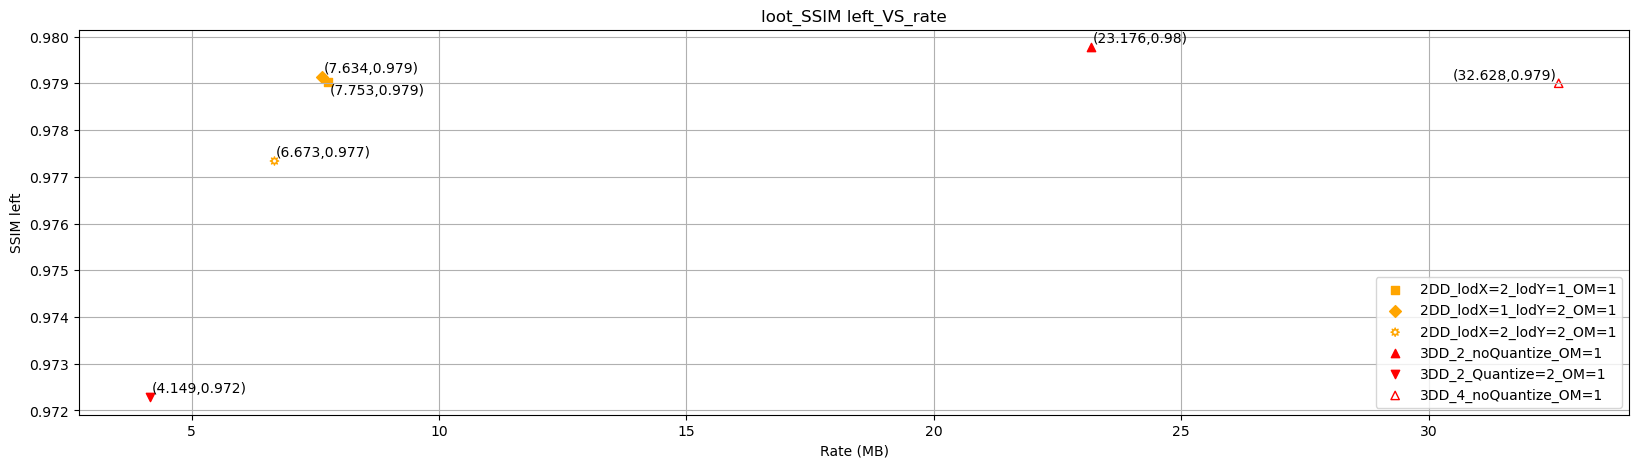 loot_SSIM left_VS_rate
SSIM left
0.980
0.979
0.978
0.977
0.976
0.975
0.974
0.973
0.972
(23.176,0.98)
(7.634,0.979)
(32.628,0.979)
(7.753,0.979)
(6.673,0.977)
(4.149,0.972)
2DD_lodX=2_lodY=1_OM=1
2DD_lodX=1_lodY=2_OM=1
2DD_lodX=2_lodY=2_OM=1
3DD_2_noQuantize_OM=1
3DD_2_Quantize=2_OM=1
3DD_4_noQuantize_OM=1
5 10 15 20 25 30
Rate (MB)